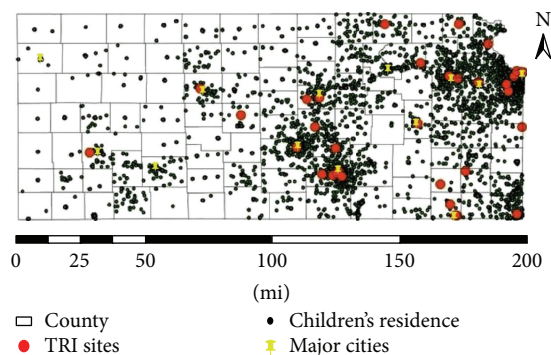 N
0 25 50 100 150 200
(mi)
County Children's residence
TRI sites Major cities